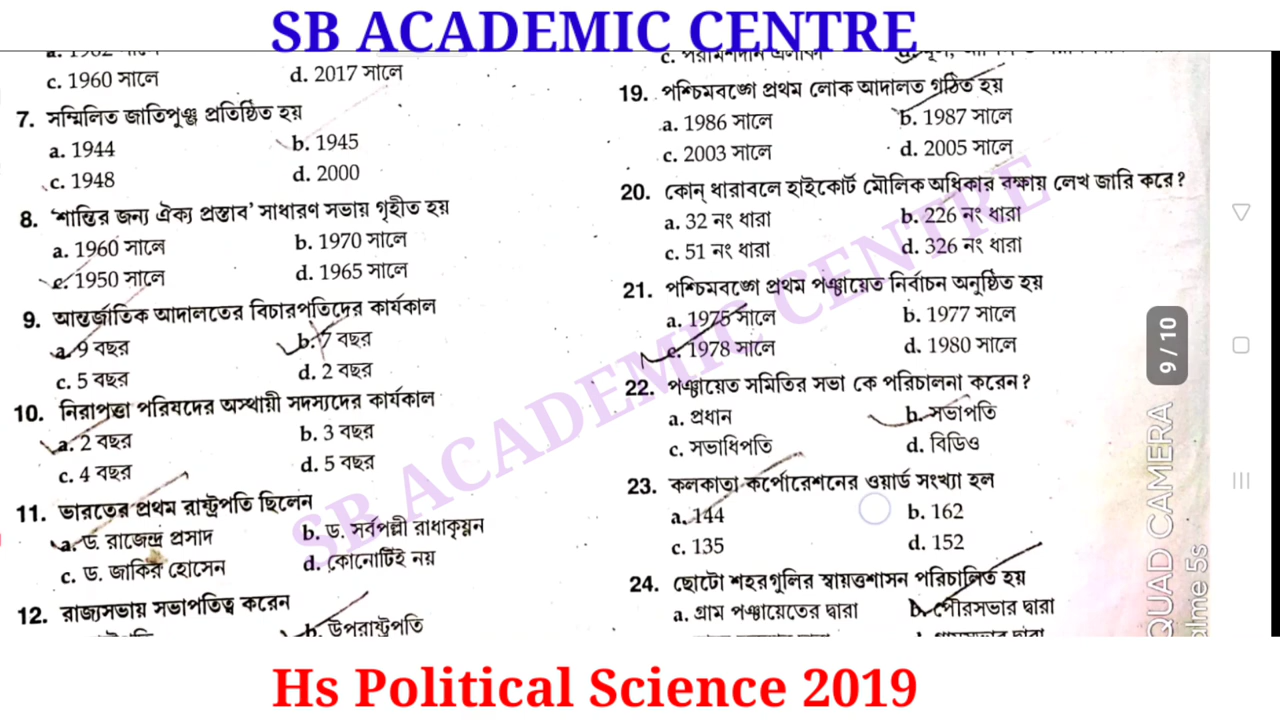 SB ACADEMIC CENTRE
c. 1960 সালে
d. 2017 সালে
7. সম্মিলিত জাতিপুঞ্জ প্রতিষ্ঠিত হয়
a. 1944
b. 1945
c. 1948
d. 2000
8. ‘শান্তির জন্য ঐক্য প্রস্তাব’ সাধারণ সভায় গৃহীত হয়
a. 1960 সালে
b. 1970 সালে
c. 1950 সালে
d. 1965 সালে
9. আন্তর্জাতিক আদালতের বিচারপতিদের কার্যকাল
a. 9 বছর
b. 7 বছর
c. 5 বছর
d. 2 বছর
10. নিরাপত্তা পরিষদের অস্থায়ী সদস্যদের কার্যকাল
a. 2 বছর
b. 3 বছর
c. 4 বছর
d. 5 বছর
11. ভারতের প্রথম রাষ্ট্রপতি ছিলেন
a. ড. রাজেন্দ্র প্রসাদ
b. ড. সর্বপল্লী রাধাকৃষ্ণন
c. ড. জাকির হোসেন
d. কোনোটিই নয়
12. রাজ্যসভায় সভাপতিত্ব করেন
b. উপরাষ্ট্রপতি
19. পশ্চিমবঙ্গে প্রথম লোক আদালত গঠিত হয়
a. 1986 সালে
b. 1987 সালে
c. 2003 সালে
d. 2005 সালে
20. কোন্ ধারাবলে হাইকোর্ট মৌলিক অধিকার রক্ষায় লেখ জারি করে?
a. 32 নং ধারা
b. 226 নং ধারা
c. 51 নং ধারা
d. 326 নং ধারা
21. পশ্চিমবঙ্গে প্রথম পঞ্চায়েত নির্বাচন অনুষ্ঠিত হয়
a. 1975 সালে
b. 1977 সালে
c. 1978 সালে
d. 1980 সালে
22. পঞ্চায়েত সমিতির সভা কে পরিচালনা করেন?
a. প্রধান
b. সভাপতি
c. সভাধিপতি
d. বিডিও
23. কলকাতা কর্পোরেশনের ওয়ার্ড সংখ্যা হল
a. 144
b. 162
c. 135
d. 152
24. ছোটো শহরগুলির স্বায়ত্তশাসন পরিচালিত হয়
a. গ্রাম পঞ্চায়েতের দ্বারা
b. পৌরসভার দ্বারা
SB ACADEMIC CENTRE
9 / 10
QUAD CAMERA
lme 5s
Hs Political Science 2019